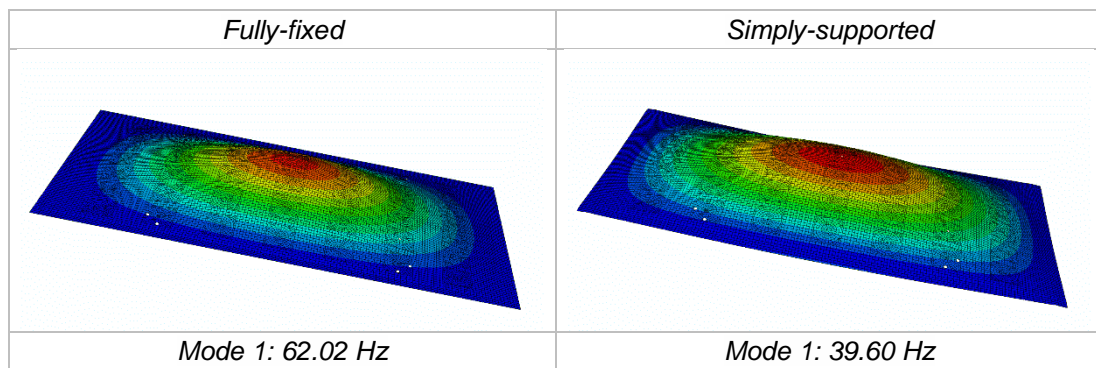 Fully-fixed
Simply-supported
Mode 1: 62.02 Hz
Mode 1: 39.60 Hz